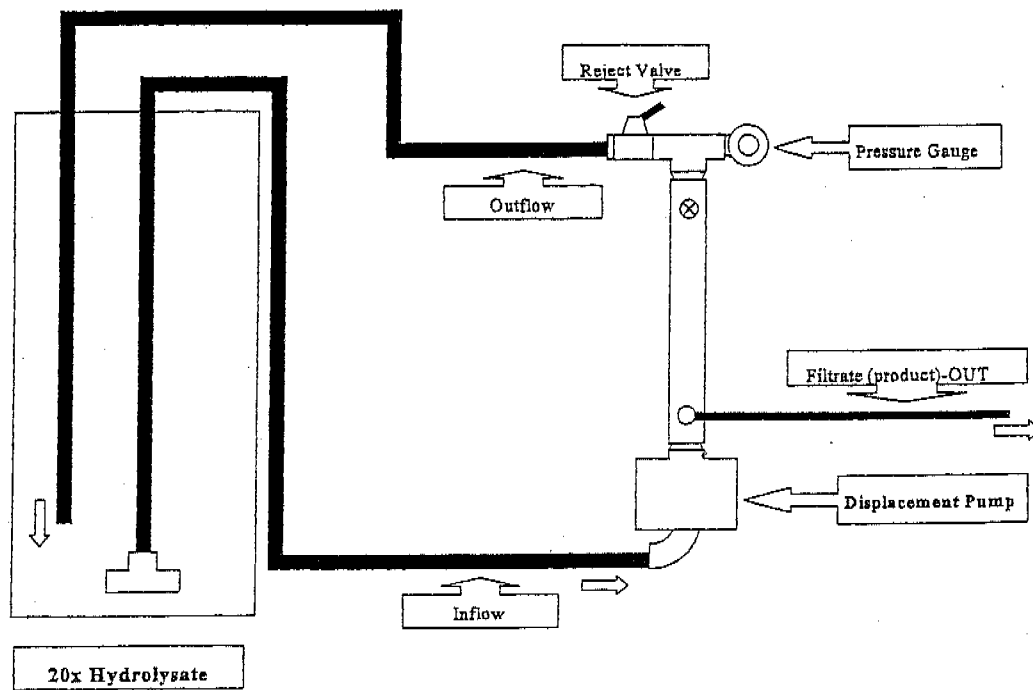 Reject Valve
Pressure Gauge
Outflow
Filtrate (product)-OUT
Displacement Pump
Inflow
20x Hydrolysate